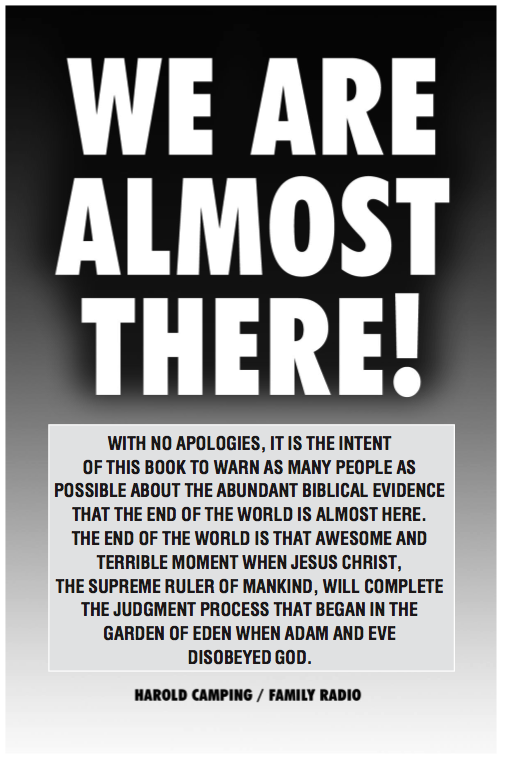 WE ARE
ALMOST
THERE!
WITH NO APOLOGIES, IT IS THE INTENT
OF THIS BOOK TO WARN AS MANY PEOPLE AS
POSSIBLE ABOUT THE ABUNDANT BIBLICAL EVIDENCE
THAT THE END OF THE WORLD IS ALMOST HERE.
THE END OF THE WORLD IS THAT AWESOME AND
TERRIBLE MOMENT WHEN JESUS CHRIST,
THE SUPREME RULER OF MANKIND, WILL COMPLETE
THE JUDGMENT PROCESS THAT BEGAN IN THE
GARDEN OF EDEN WHEN ADAM AND EVE
DISOBEYED GOD.
HAROLD CAMPING / FAMILY RADIO